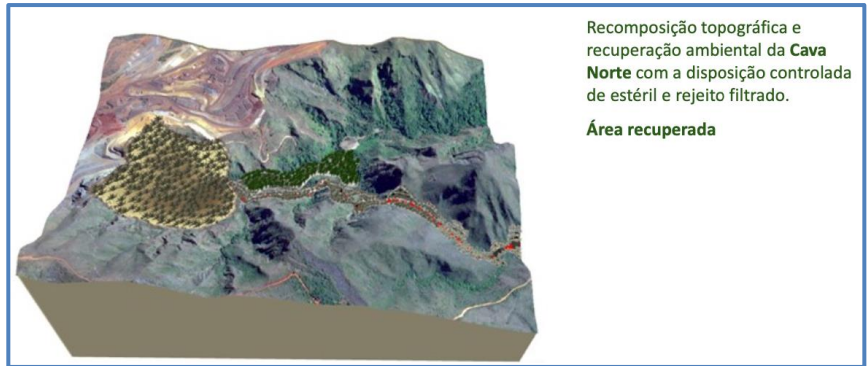 Recomposição topográfica e
recuperação ambiental da Cava
Norte com a disposição controlada
de estéril e rejeito filtrado.
Área recuperada